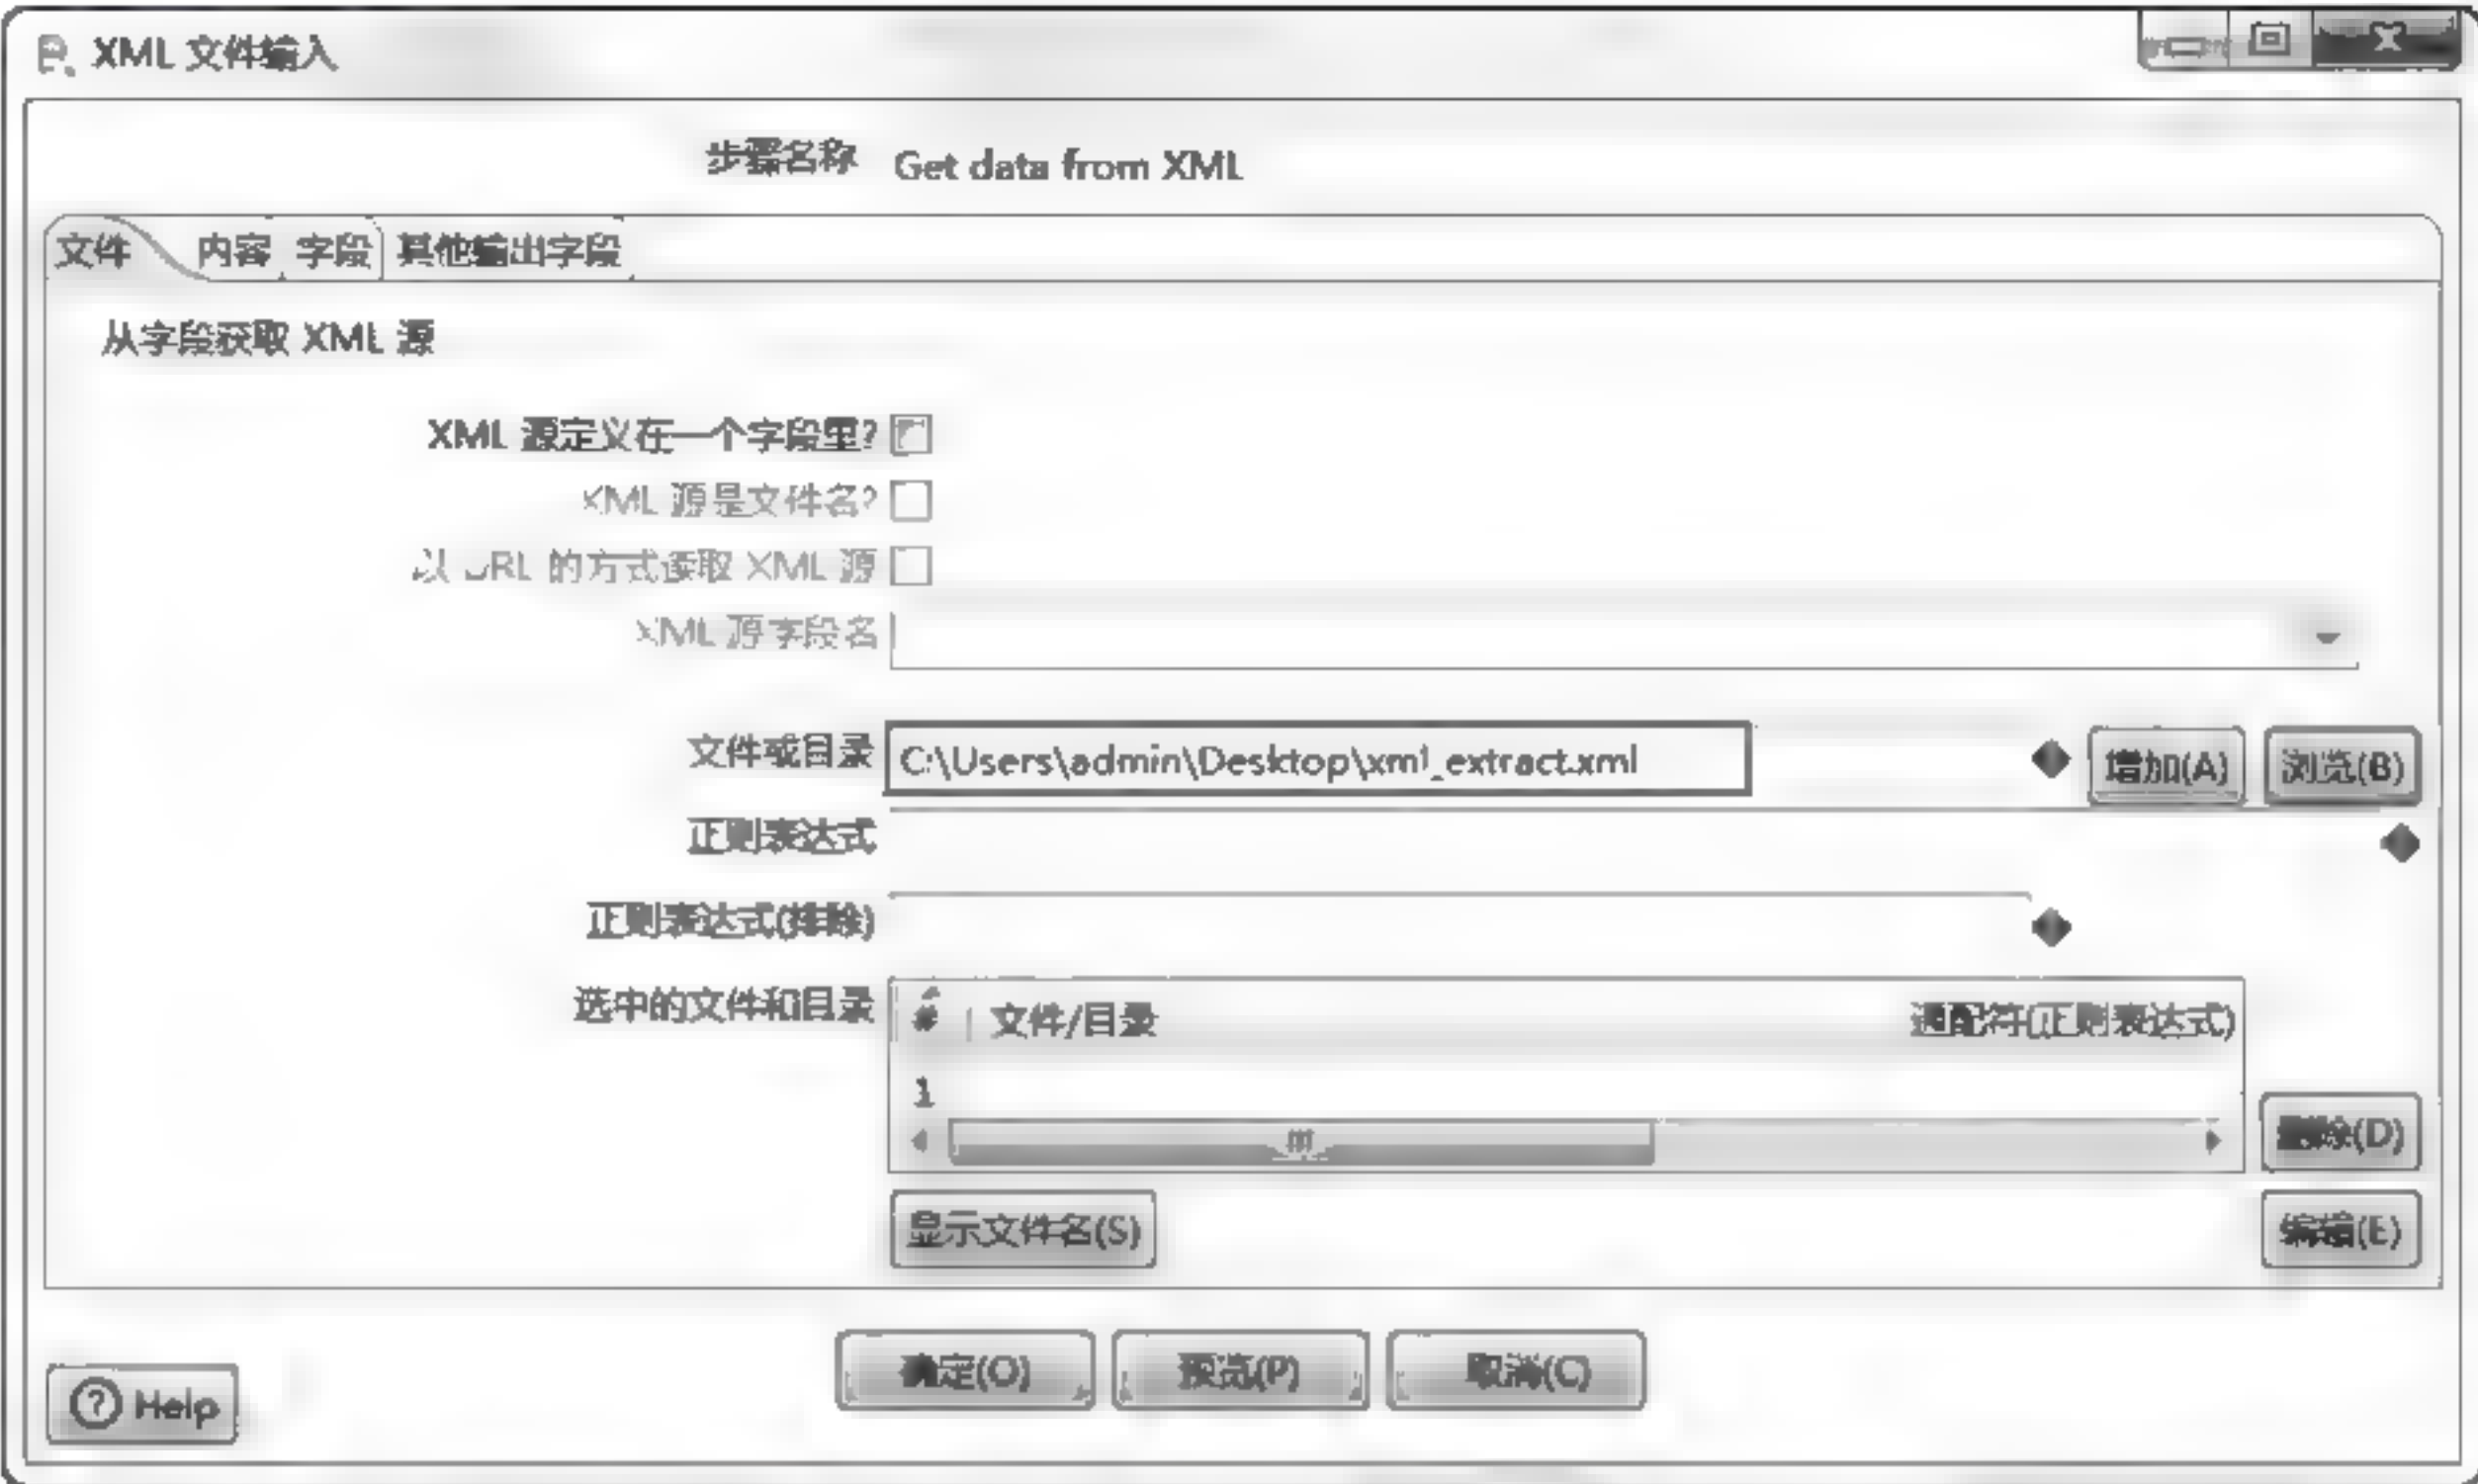 XML 文件输入
步骤名称 Get data from XML
文件 内容 字段 其他输出字段
从字段获取 XML 源
XML 源定义在一个字段里?
XML 源是文件名?
以 URL 的方式读取 XML 源
XML 源字段名
文件或目录 C:\Users\admin\Desktop\xml_extract.xml 增加(A) 浏览(B)
正则表达式
正则表达式(排除)
选中的文件和目录 # 文件/目录 通配符(正则表达式)
1
删除(D)
显示文件名(S) 编辑(E)
确定(O) 预览(P) 取消(C)
Help